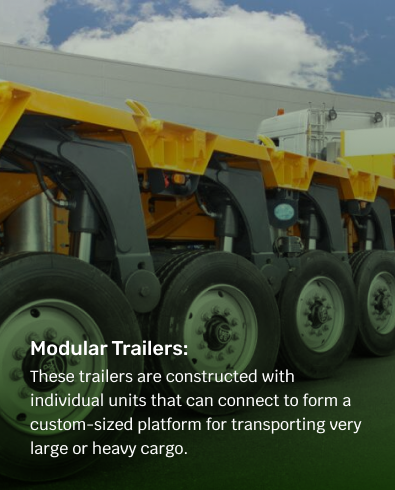 Modular Trailers:
These trailers are constructed with
individual units that can connect to form a
custom-sized platform for transporting very
large or heavy cargo.